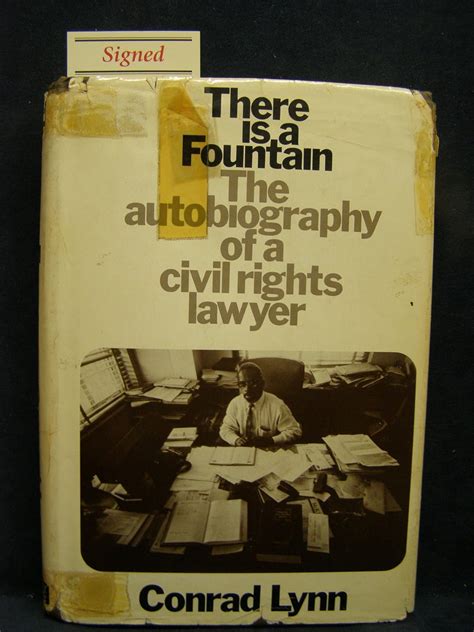 Signed
There
is a
Fountain
The
autobiography
of a
civil rights
lawyer
Conrad Lynn